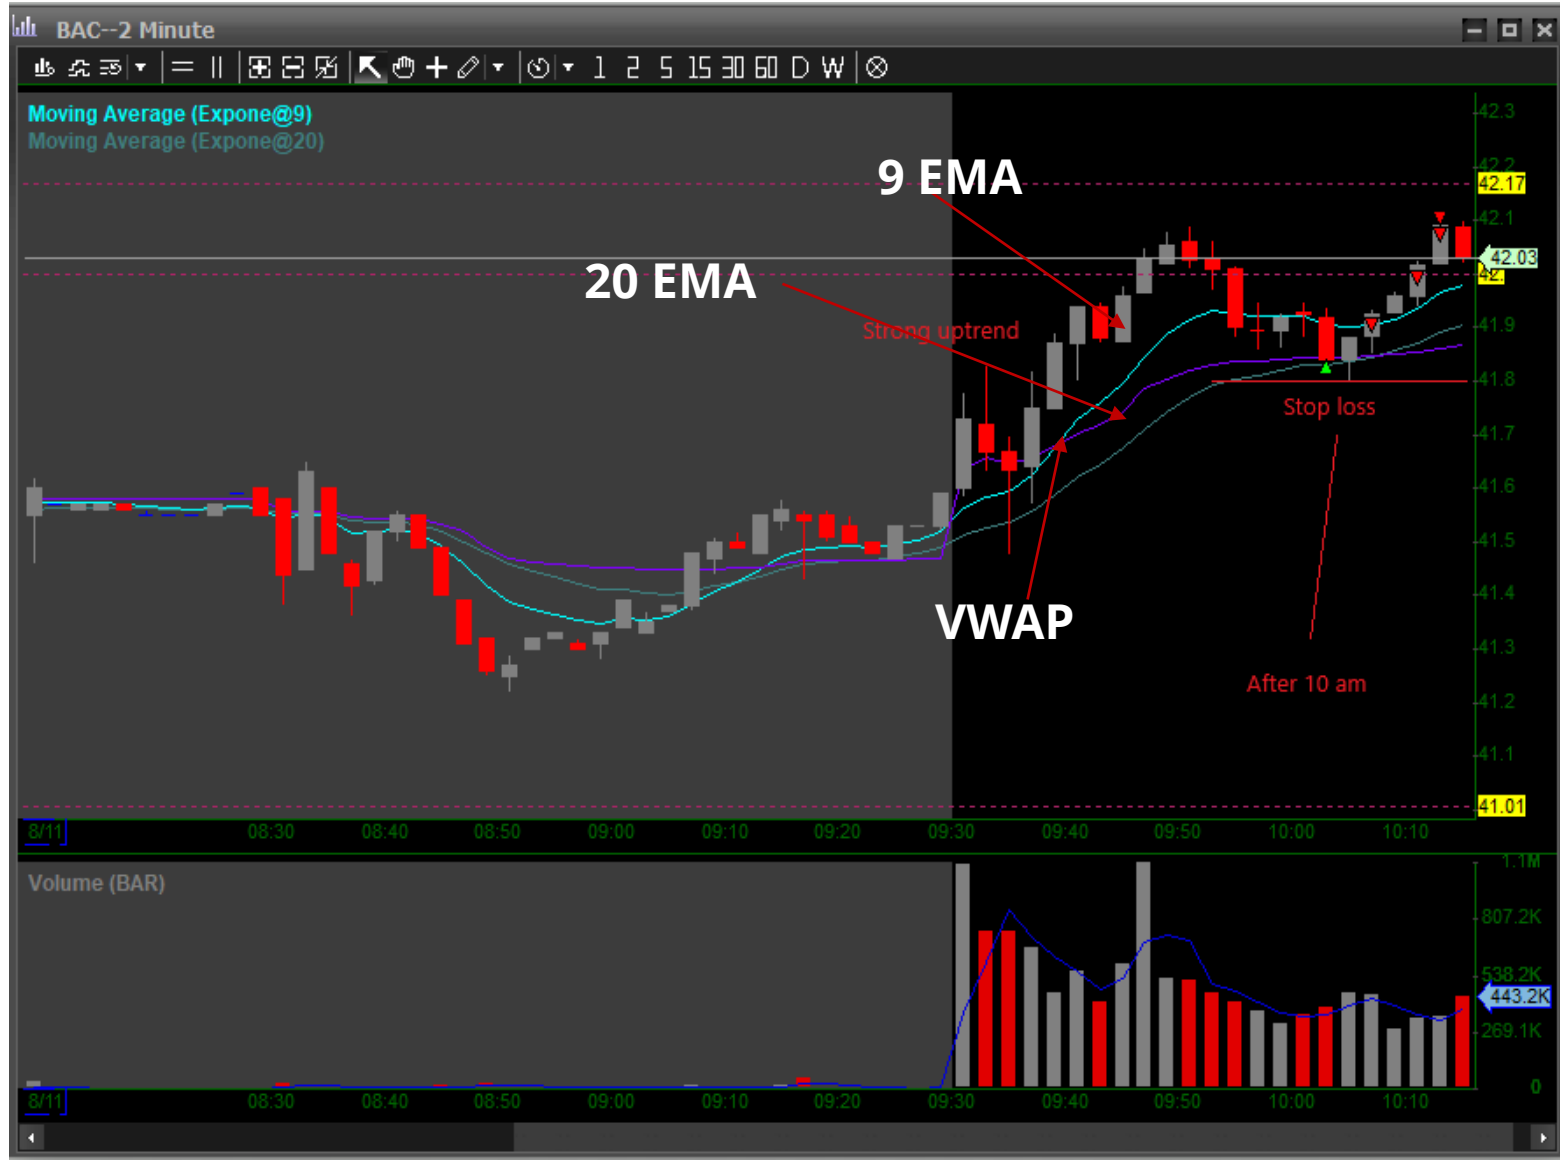 BAC--2 Minute
1 2 5 15 30 60 D W
Moving Average (Expone@9)
Moving Average (Expone@20)
42.3
42.2
9 EMA
42.17
42.1
42.03
20 EMA
42.
Strong uptrend
41.9
41.8
Stop loss
41.7
41.6
41.5
41.4
VWAP
41.3
After 10 am
41.2
41.1
41.01
8/11 08:30 08:40 08:50 09:00 09:10 09:20 09:30 09:40 09:50 10:00 10:10
1.1M
Volume (BAR)
807.2K
538.2K
443.2K
269.1K
0
8/11 08:30 08:40 08:50 09:00 09:10 09:20 09:30 09:40 09:50 10:00 10:10